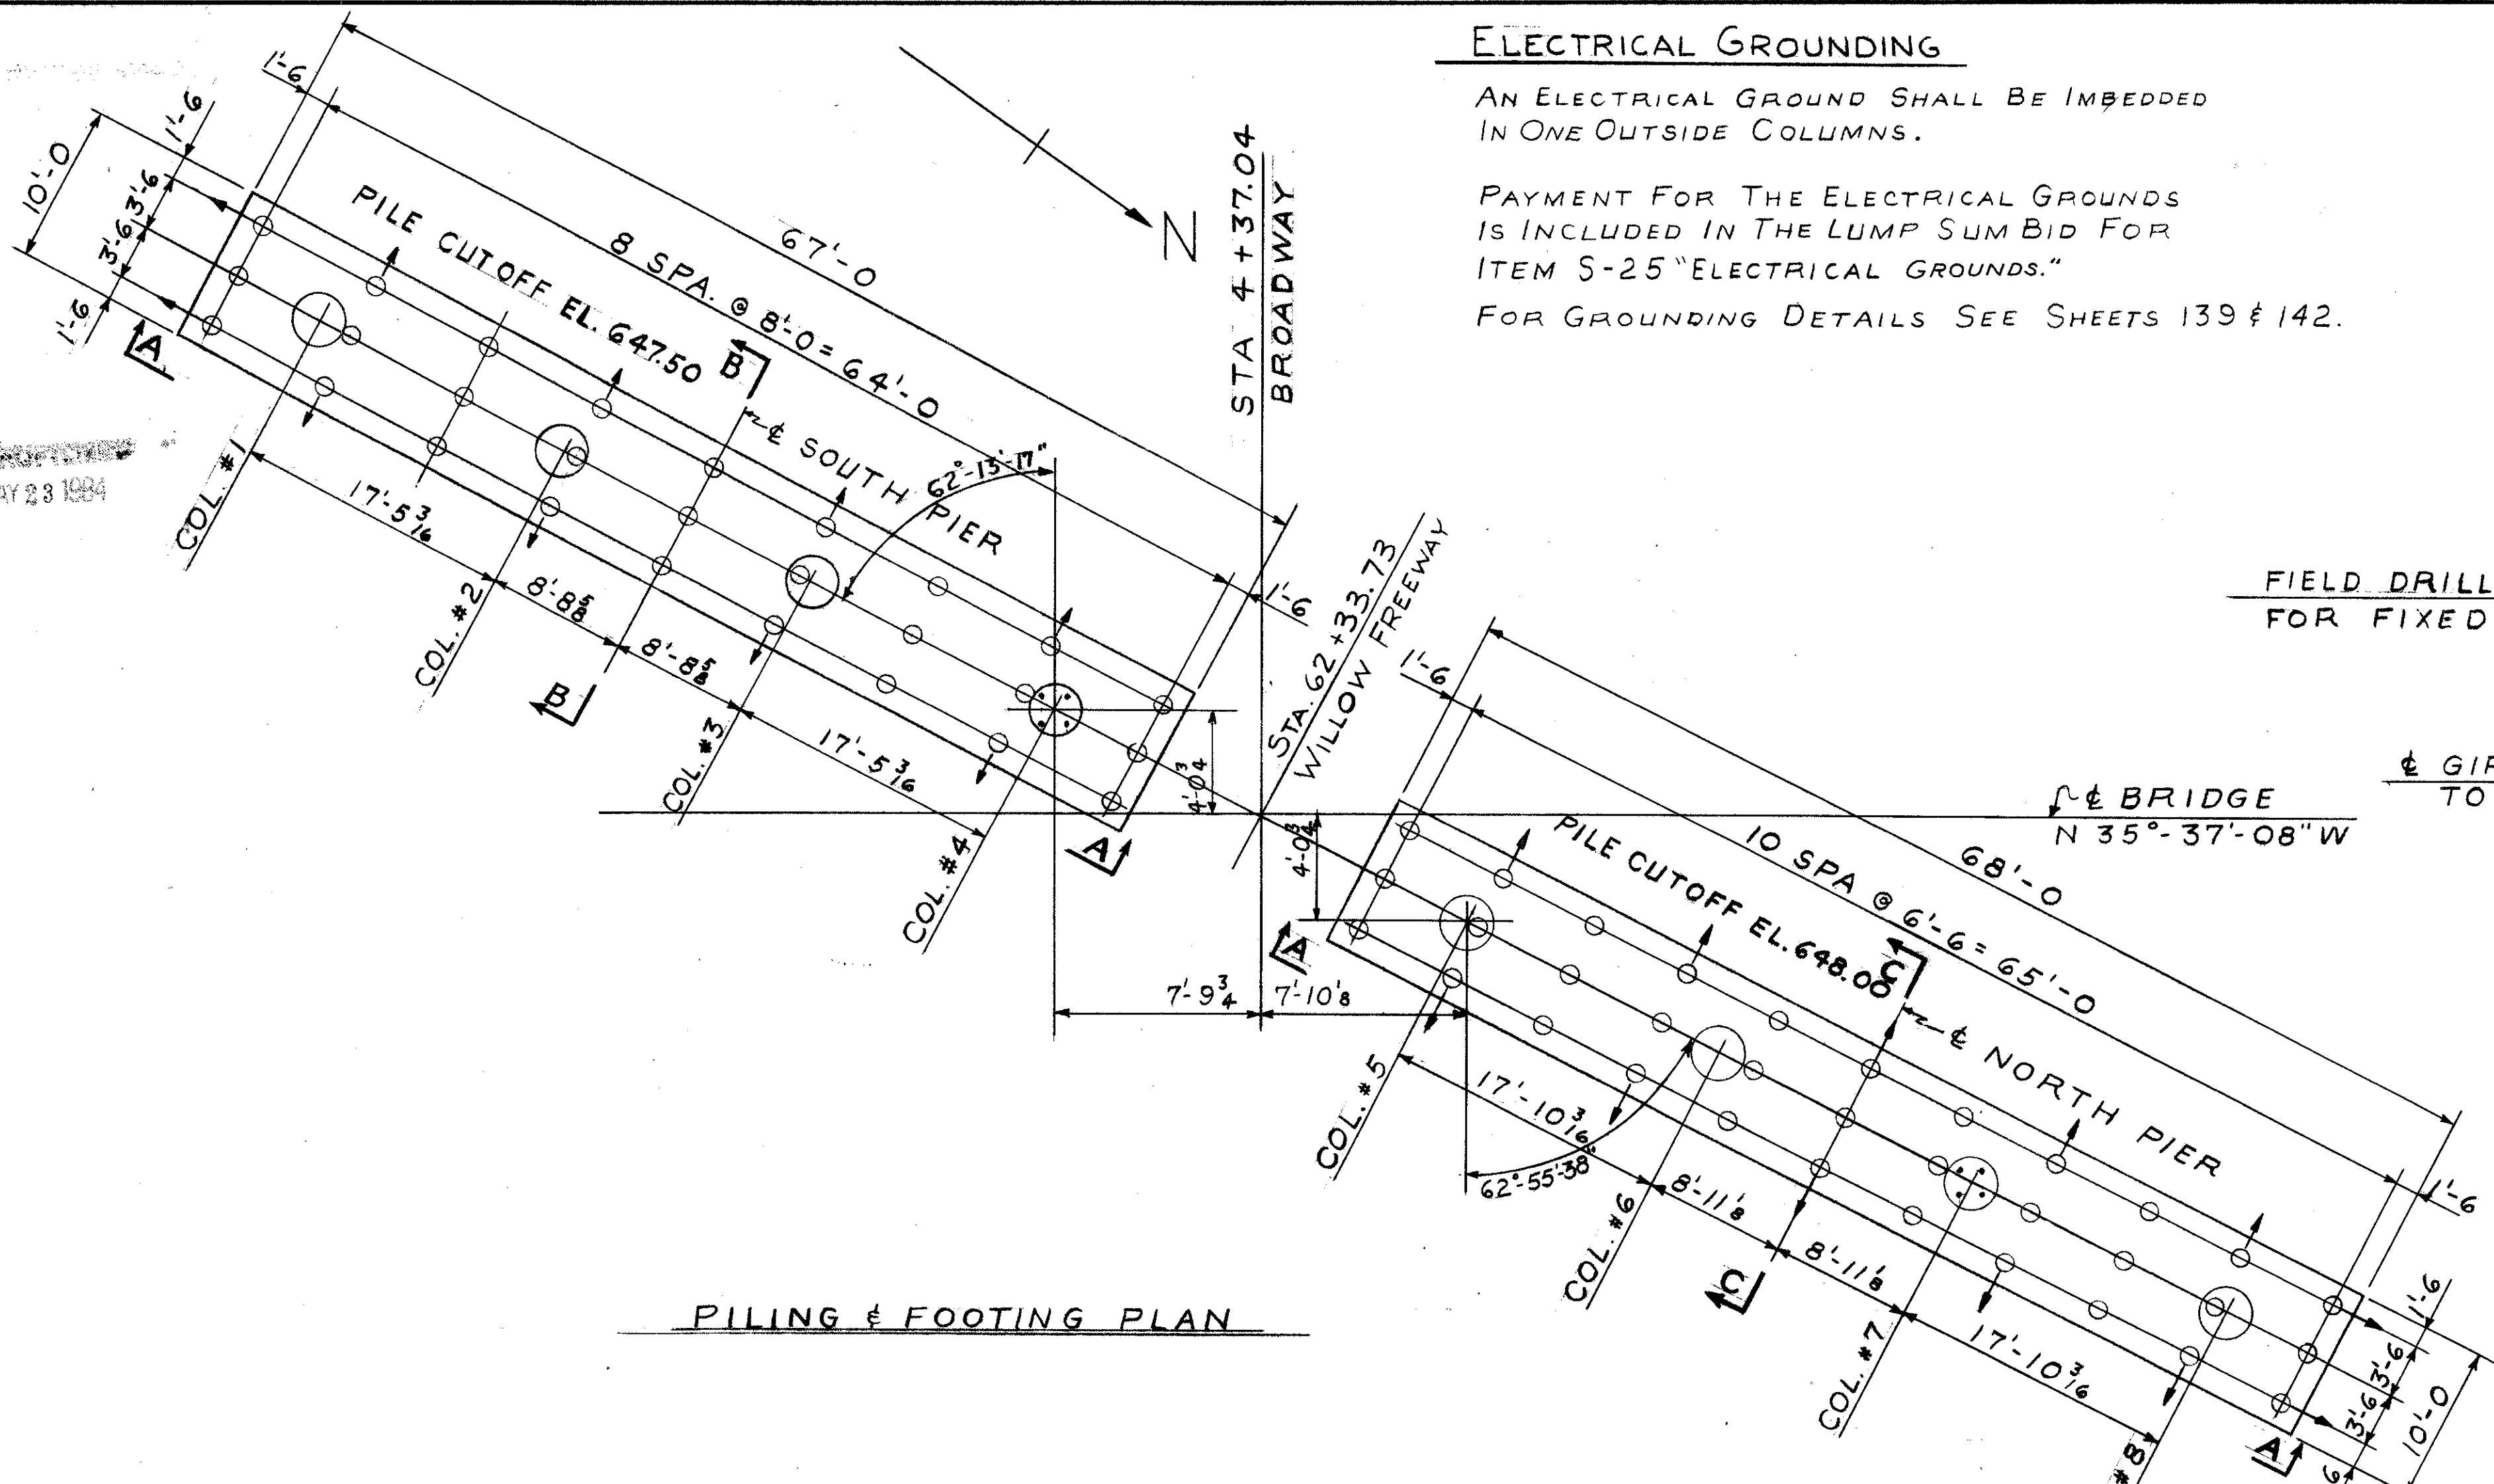 ELECTRICAL GROUNDING
AN ELECTRICAL GROUND SHALL BE IMBEDDED
IN ONE OUTSIDE COLUMNS.
PAYMENT FOR THE ELECTRICAL GROUNDS
IS INCLUDED IN THE LUMP SUM BID FOR
ITEM S-25 "ELECTRICAL GROUNDS."
FOR GROUNDING DETAILS SEE SHEETS 139 & 142.
1'-6
1'-6
10'-0
3'-6
3'-6
1'-6
A
67'-0
8 SPA. @ 8'-0 = 64'-0
PILE CUTOFF EL. 647.50
B
℄ SOUTH PIER
62°-13'-17"
N
STA 4+37.04
BROADWAY
1'-6
STA. 62+33.73
WILLOW FREEWAY
23 1984
COL. #1
17'-5 3/16
COL. #2
8'-8 5/8
B
8'-8 5/8
COL. #3
17'-5 3/16
COL. #4
A
4'-0 3/4
4'-0 3/4
7'-9 3/4
7'-10 1/8
FIELD DRILL
FOR FIXED
℄ GIR
TO
℄ BRIDGE
N 35°-37'-08" W
1'-6
68'-0
10 SPA @ 6'-6 = 65'-0
PILE CUTOFF EL. 648.00
C
℄ NORTH PIER
A
COL. #5
17'-10 3/16
62°-55'-38"
COL. #6
8'-11 1/8
C
8'-11 1/8
COL. #7
17'-10 3/16
#8
A
1'-6
1'-6
3'-6
3'-6
10'-0
6
PILING & FOOTING PLAN